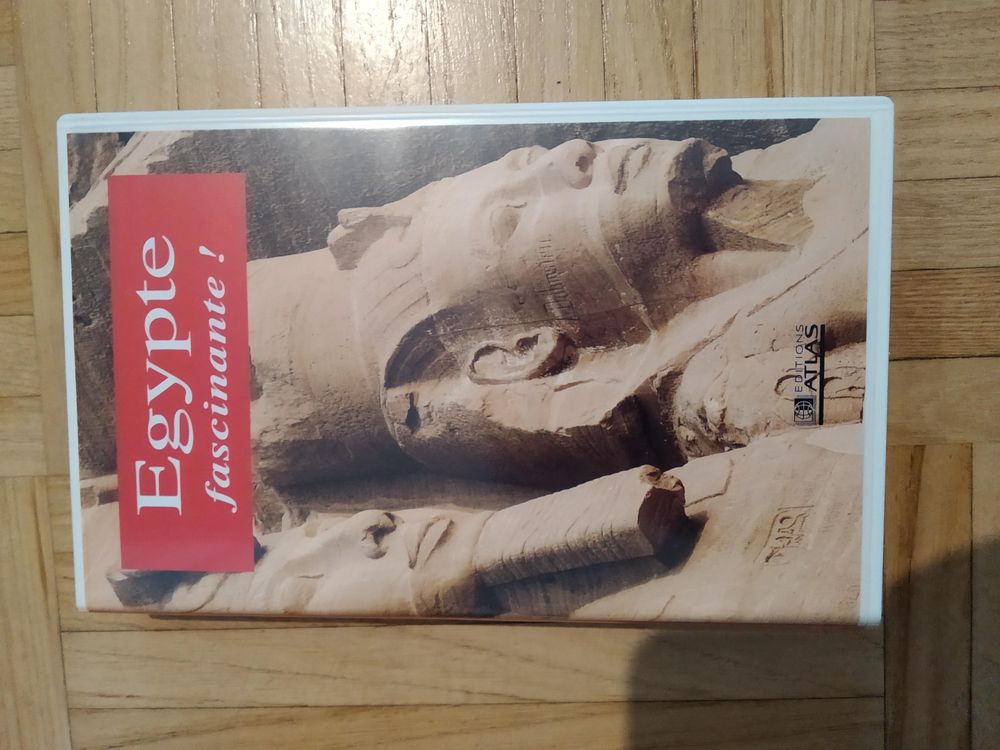 Egypte
fascinante !
EDITIONS
ATLAS